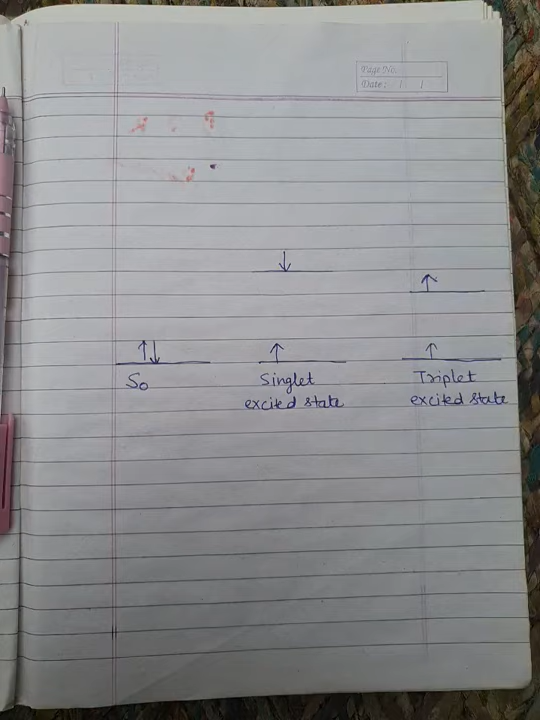 Page No.
Date: / /
↓
↑
↑↓
↑
↑
S₀
Singlet
excited state
Triplet
excited state